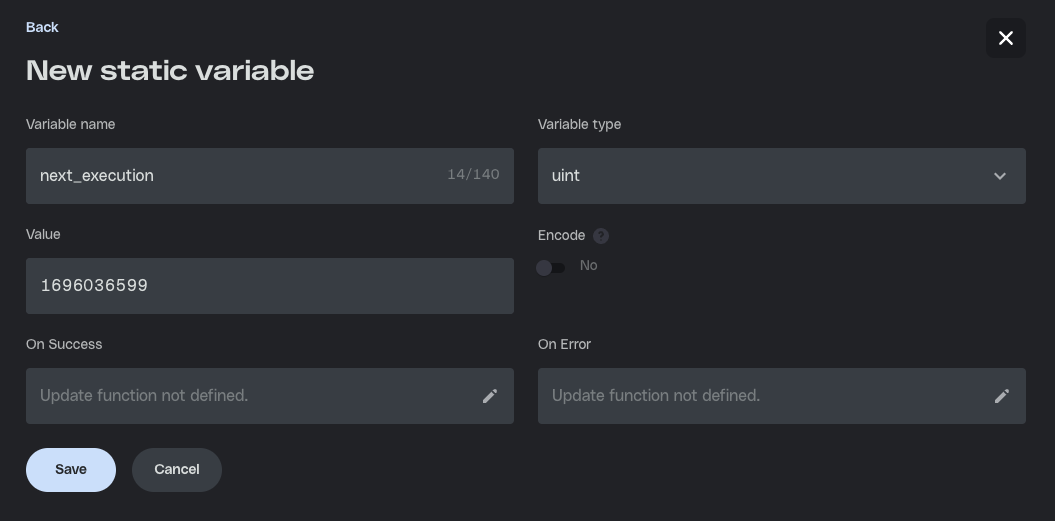 Back
New static variable
Variable name
Variable type
next_execution
14/140
uint
Value
Encode ?
1696036599
No
On Success
On Error
Update function not defined.
Update function not defined.
Save
Cancel